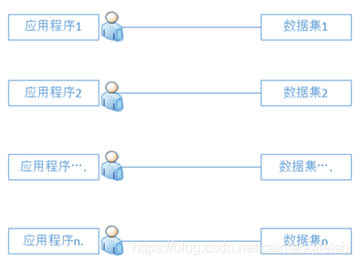 应用程序1 数据集1
应用程序2 数据集2
应用程序…. 数据集….
应用程序n. 数据集n
https://blog.csdn.net/